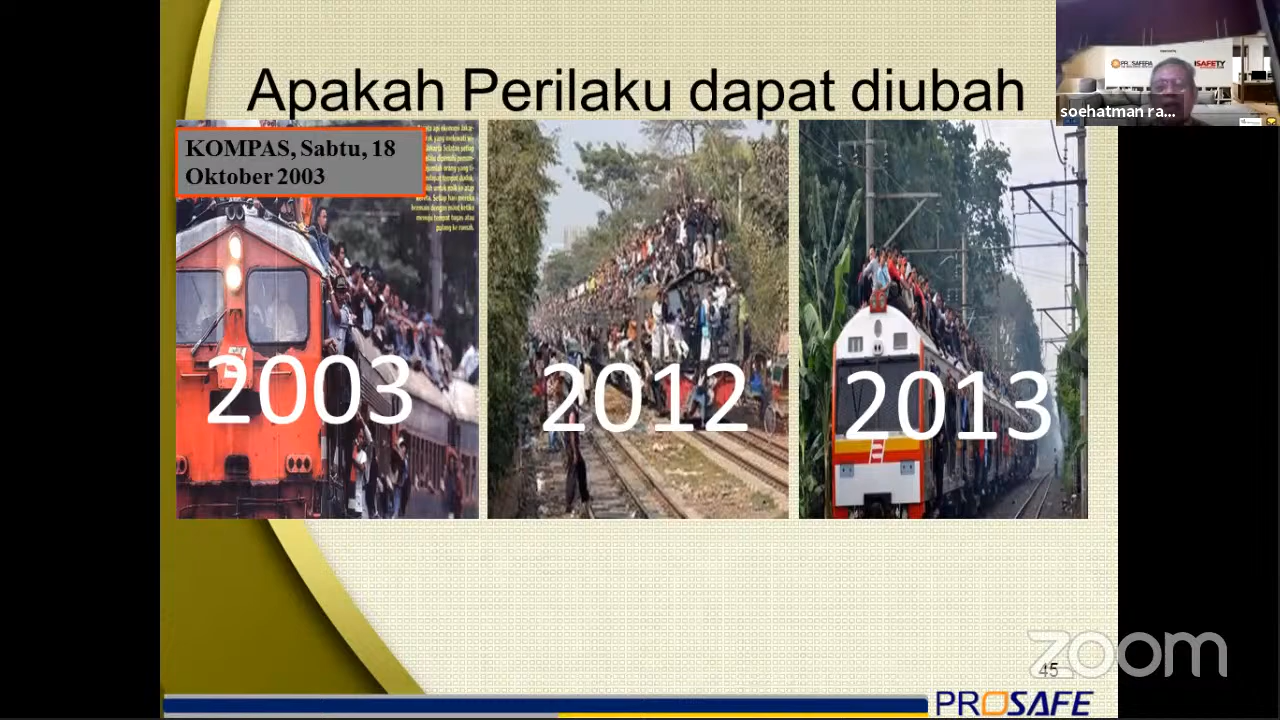 Apakah Perilaku dapat diubah
KOMPAS, Sabtu, 18
Oktober 2003
2003
2012
2013
soehatman ra...
45
zoom
PROSAFE